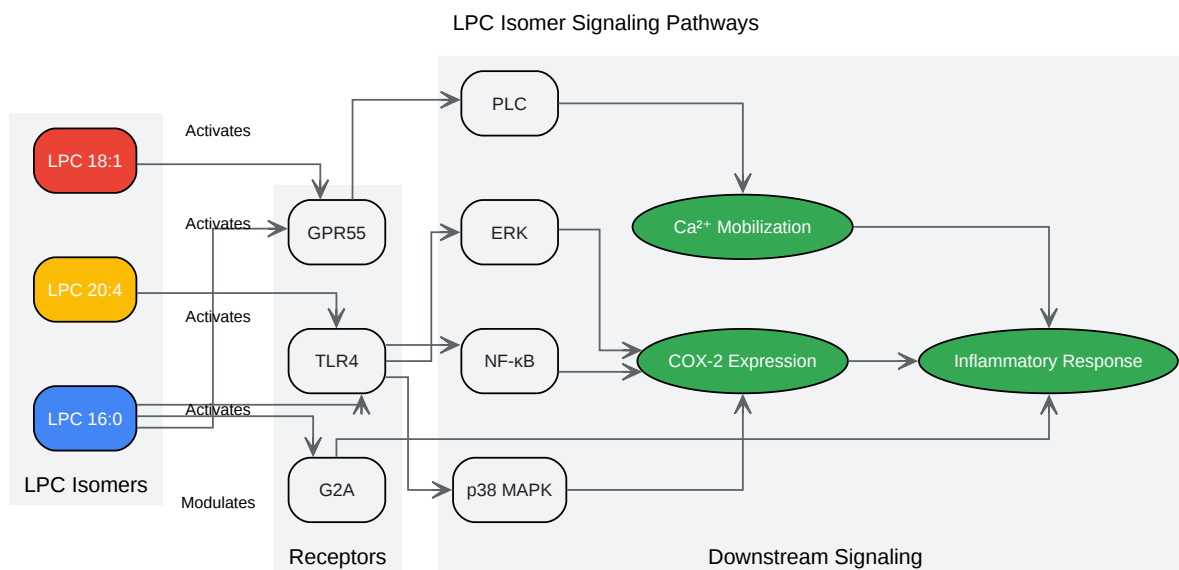 LPC Isomer Signaling Pathways
LPC 18:1
LPC 20:4
LPC 16:0
LPC Isomers
Activates
Activates
Activates
Activates
Modulates
GPR55
TLR4
G2A
Receptors
PLC
ERK
NF-κB
p38 MAPK
Ca²⁺ Mobilization
COX-2 Expression
Inflammatory Response
Downstream Signaling